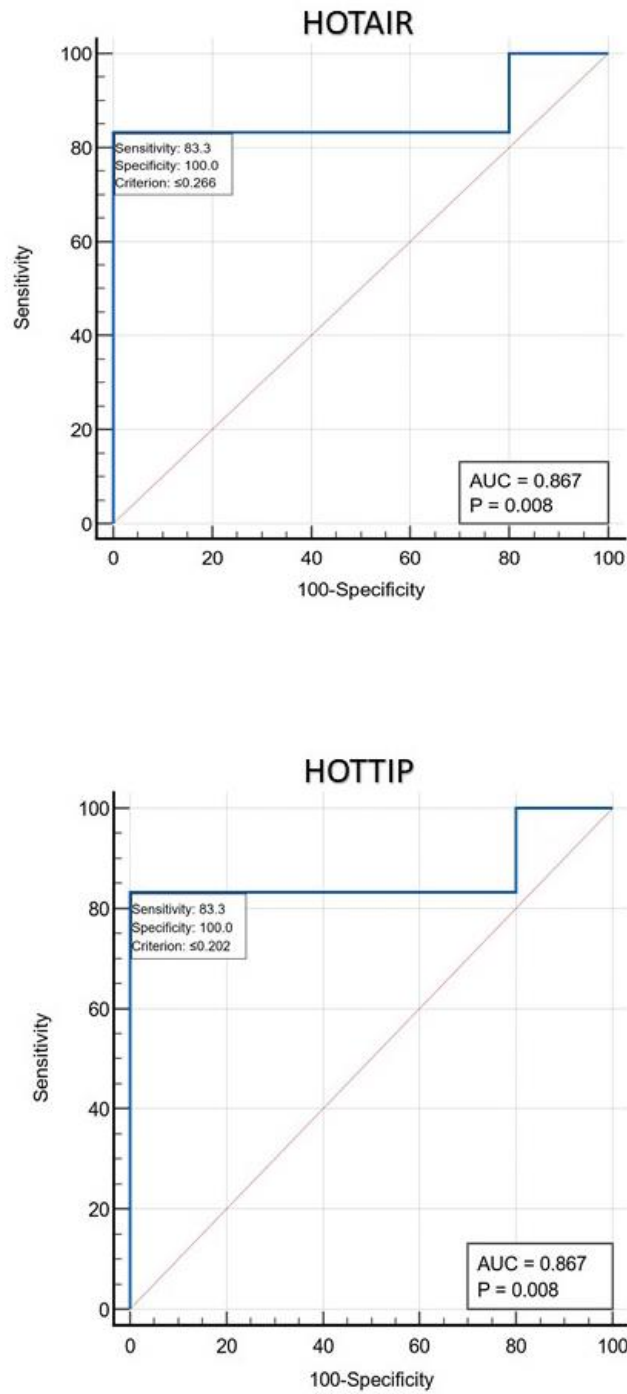 HOTAIR
100
80
60
40
20
0
Sensitivity
Sensitivity: 83.3
Specificity: 100.0
Criterion: ≤0.266
AUC = 0.867
P = 0.008
0 20 40 60 80 100
100-Specificity
HOTTIP
100
80
60
40
20
0
Sensitivity
Sensitivity: 83.3
Specificity: 100.0
Criterion: ≤0.202
AUC = 0.867
P = 0.008
0 20 40 60 80 100
100-Specificity